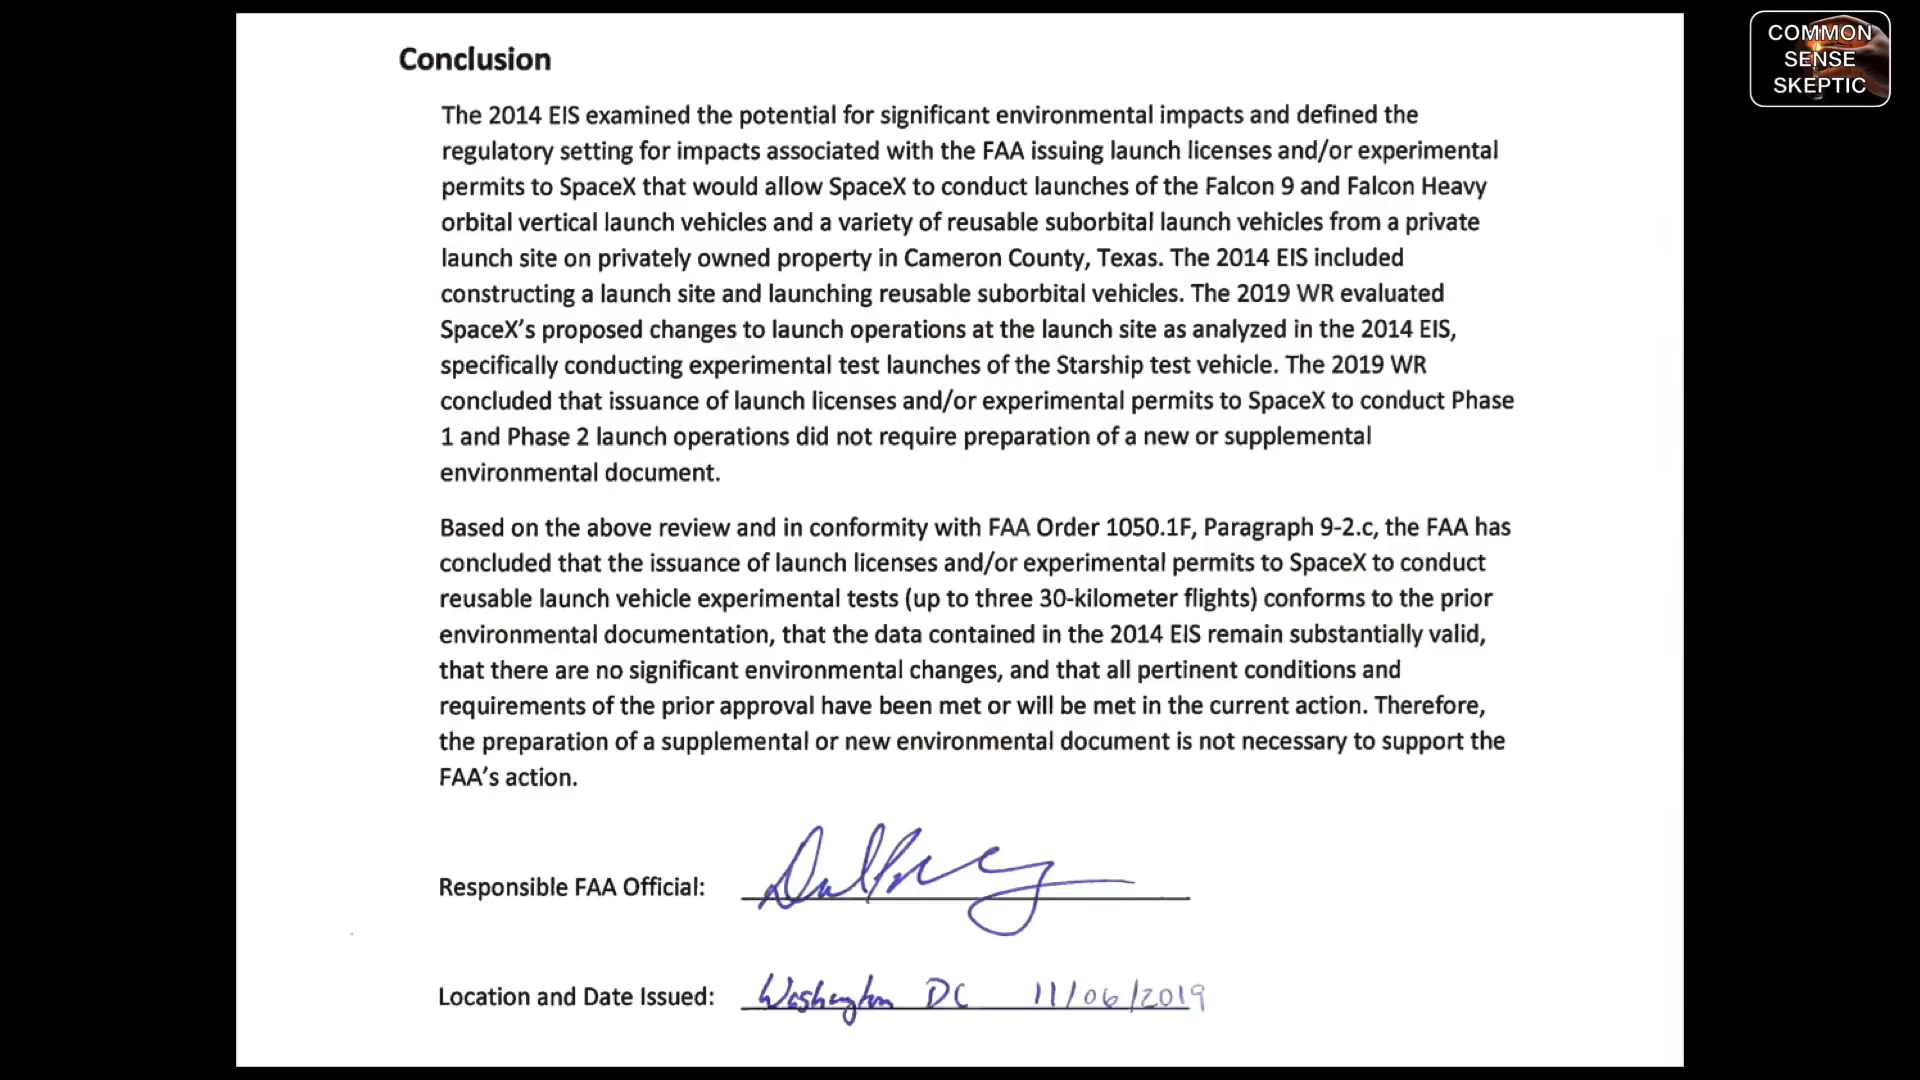 COMMON
SENSE
SKEPTIC
Conclusion
The 2014 EIS examined the potential for significant environmental impacts and defined the
regulatory setting for impacts associated with the FAA issuing launch licenses and/or experimental
permits to SpaceX that would allow SpaceX to conduct launches of the Falcon 9 and Falcon Heavy
orbital vertical launch vehicles and a variety of reusable suborbital launch vehicles from a private
launch site on privately owned property in Cameron County, Texas. The 2014 EIS included
constructing a launch site and launching reusable suborbital vehicles. The 2019 WR evaluated
SpaceX’s proposed changes to launch operations at the launch site as analyzed in the 2014 EIS,
specifically conducting experimental test launches of the Starship test vehicle. The 2019 WR
concluded that issuance of launch licenses and/or experimental permits to SpaceX to conduct Phase
1 and Phase 2 launch operations did not require preparation of a new or supplemental
environmental document.
Based on the above review and in conformity with FAA Order 1050.1F, Paragraph 9-2.c, the FAA has
concluded that the issuance of launch licenses and/or experimental permits to SpaceX to conduct
reusable launch vehicle experimental tests (up to three 30-kilometer flights) conforms to the prior
environmental documentation, that the data contained in the 2014 EIS remain substantially valid,
that there are no significant environmental changes, and that all pertinent conditions and
requirements of the prior approval have been met or will be met in the current action. Therefore,
the preparation of a supplemental or new environmental document is not necessary to support the
FAA’s action.
Responsible FAA Official:
Location and Date Issued: Washington DC 11/06/2019